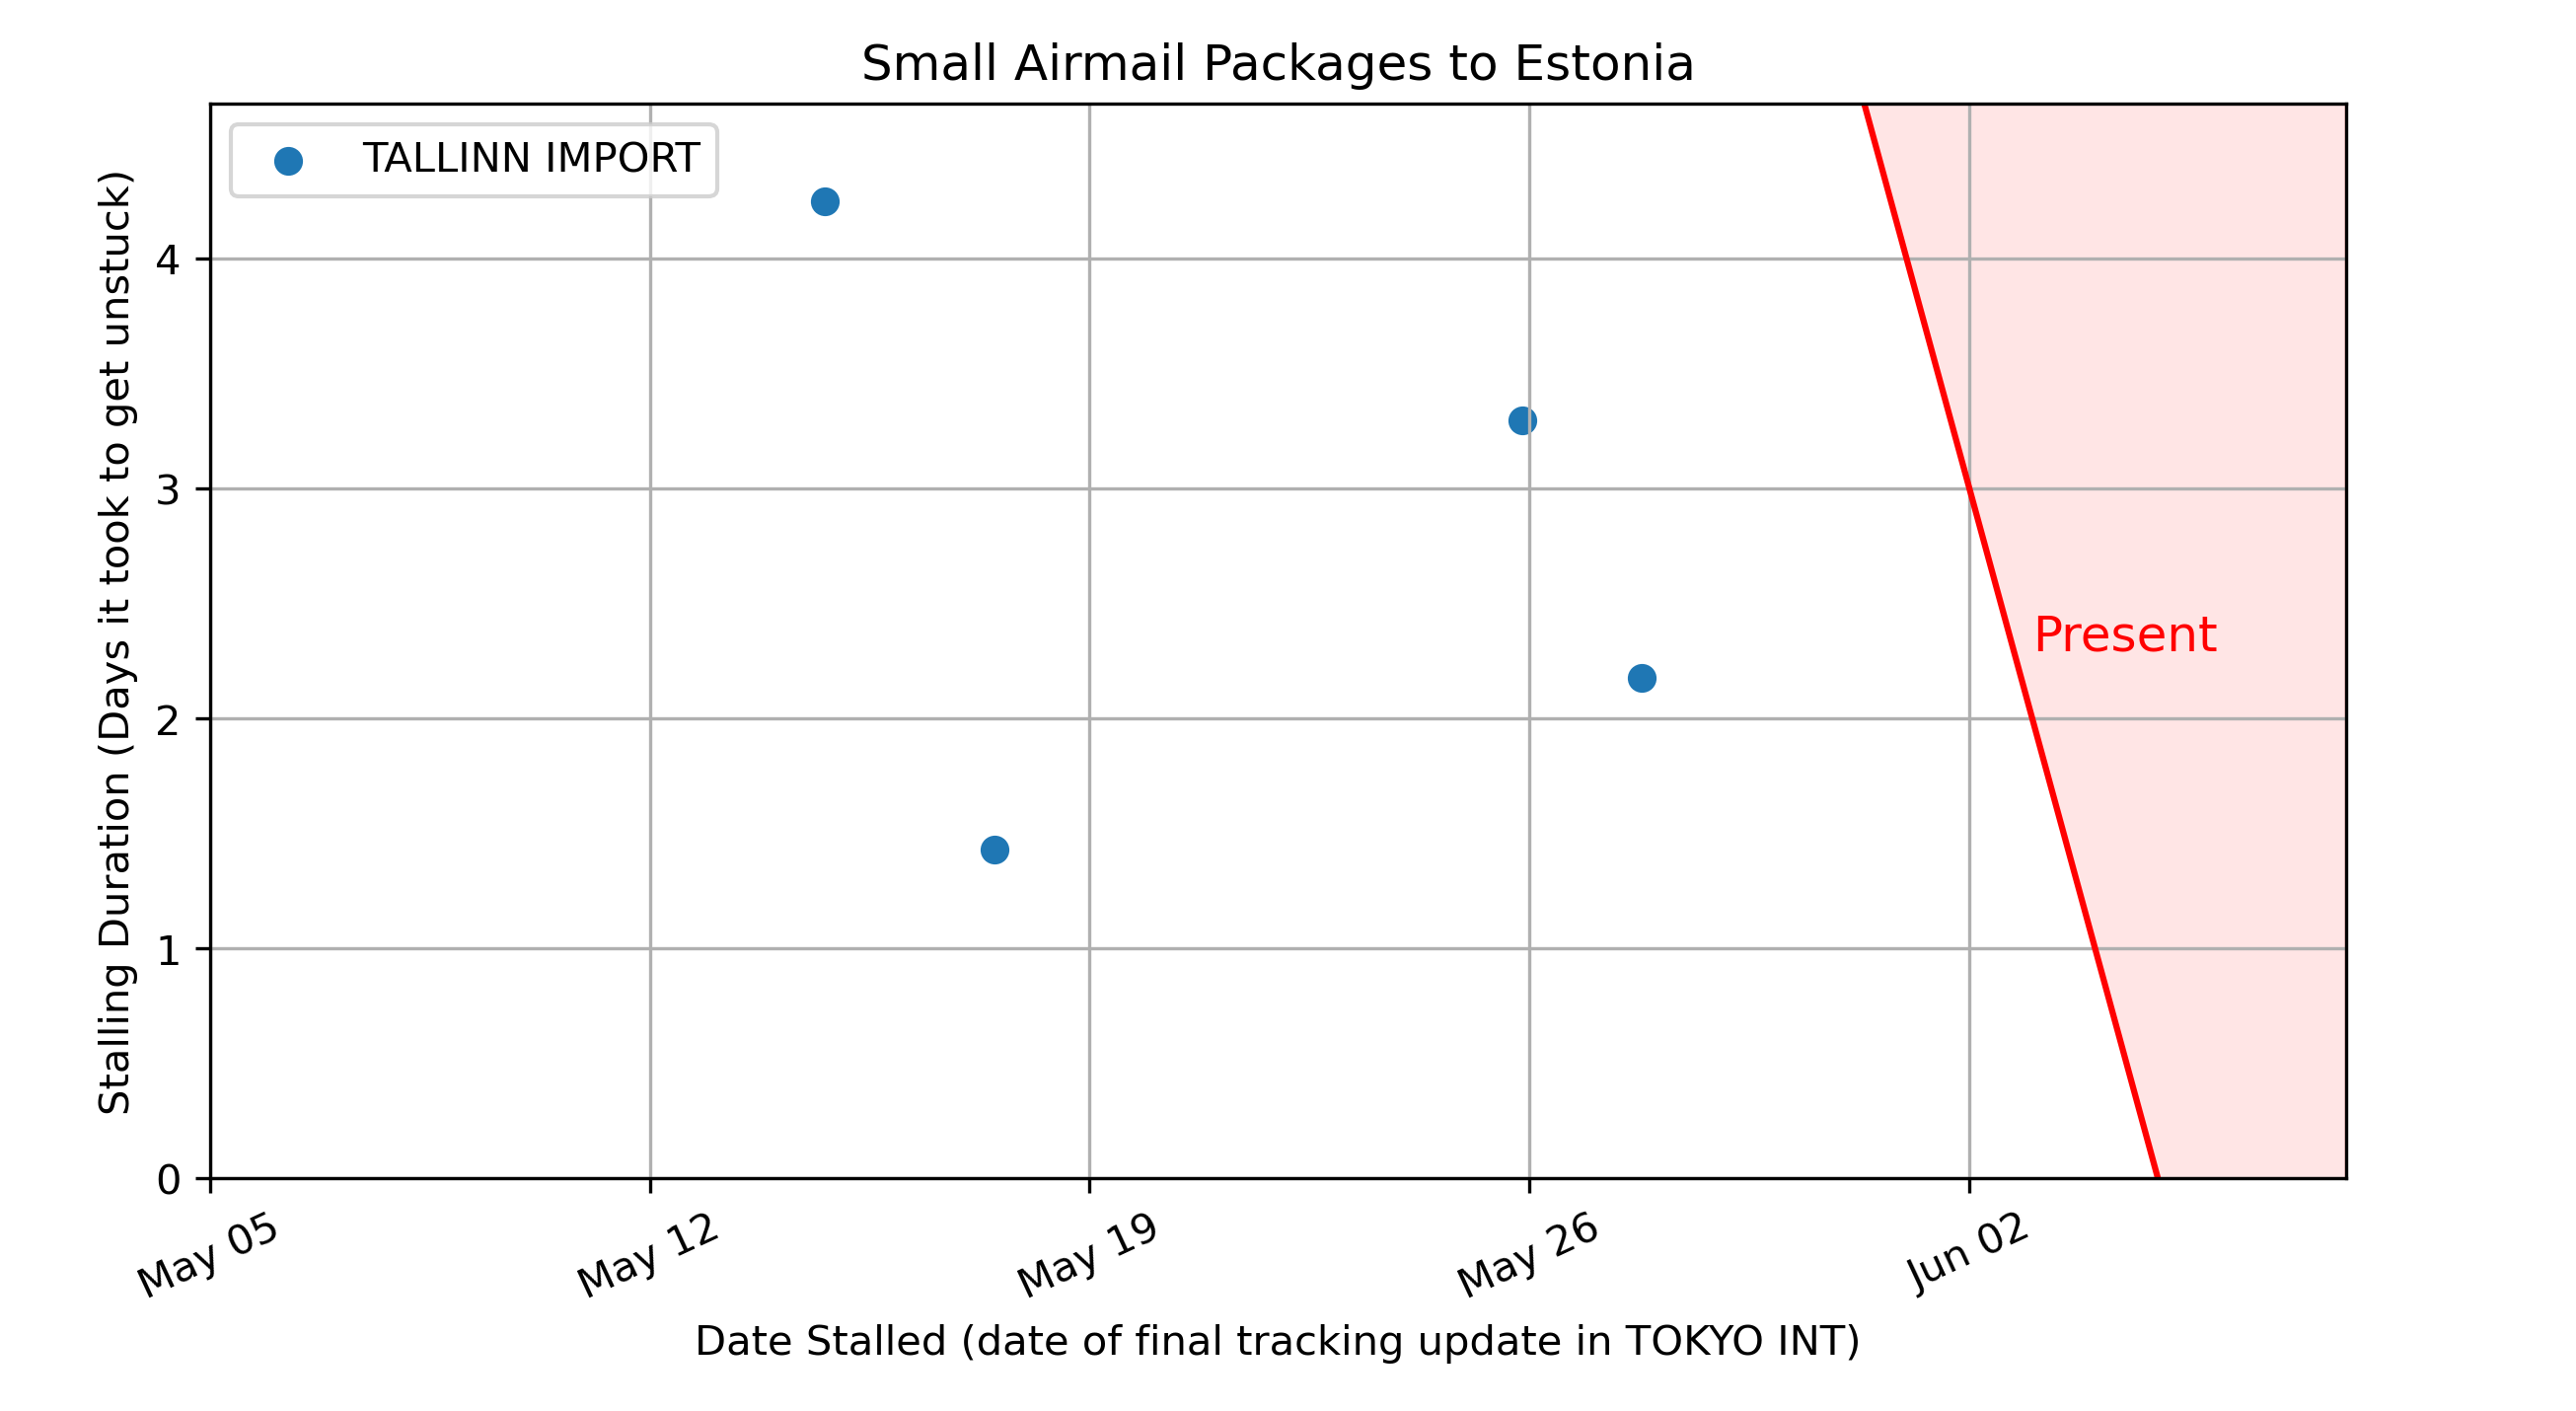 Small Airmail Packages to Estonia
TALLINN IMPORT
Stalling Duration (Days it took to get unstuck)
4
3
2
1
0
Present
May 05
May 12
May 19
May 26
Jun 02
Date Stalled (date of final tracking update in TOKYO INT)